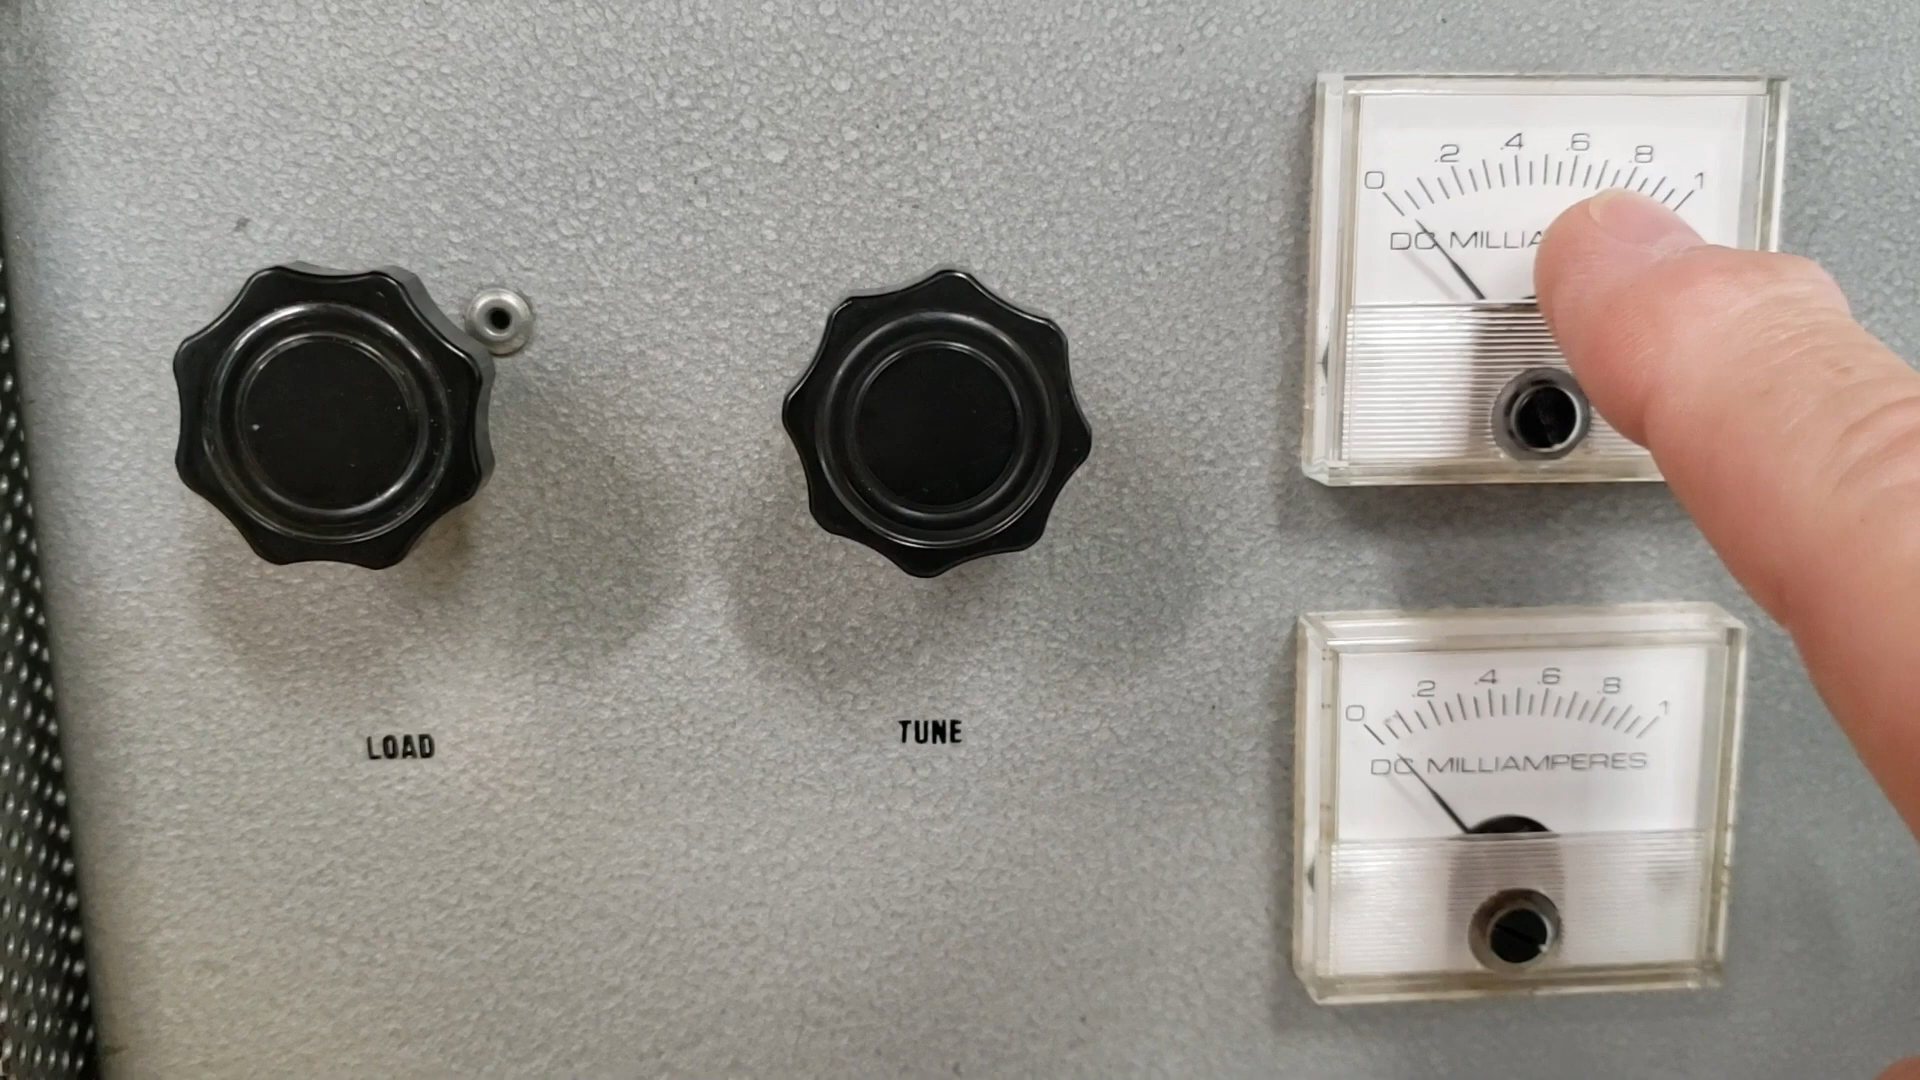 0 .2 .4 .6 .8 1
DC MILLIA
LOAD
TUNE
0 .2 .4 .6 .8 1
DC MILLIAMPERES